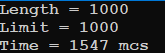 Length = 1000
Limit = 1000
Time = 1547 mcs